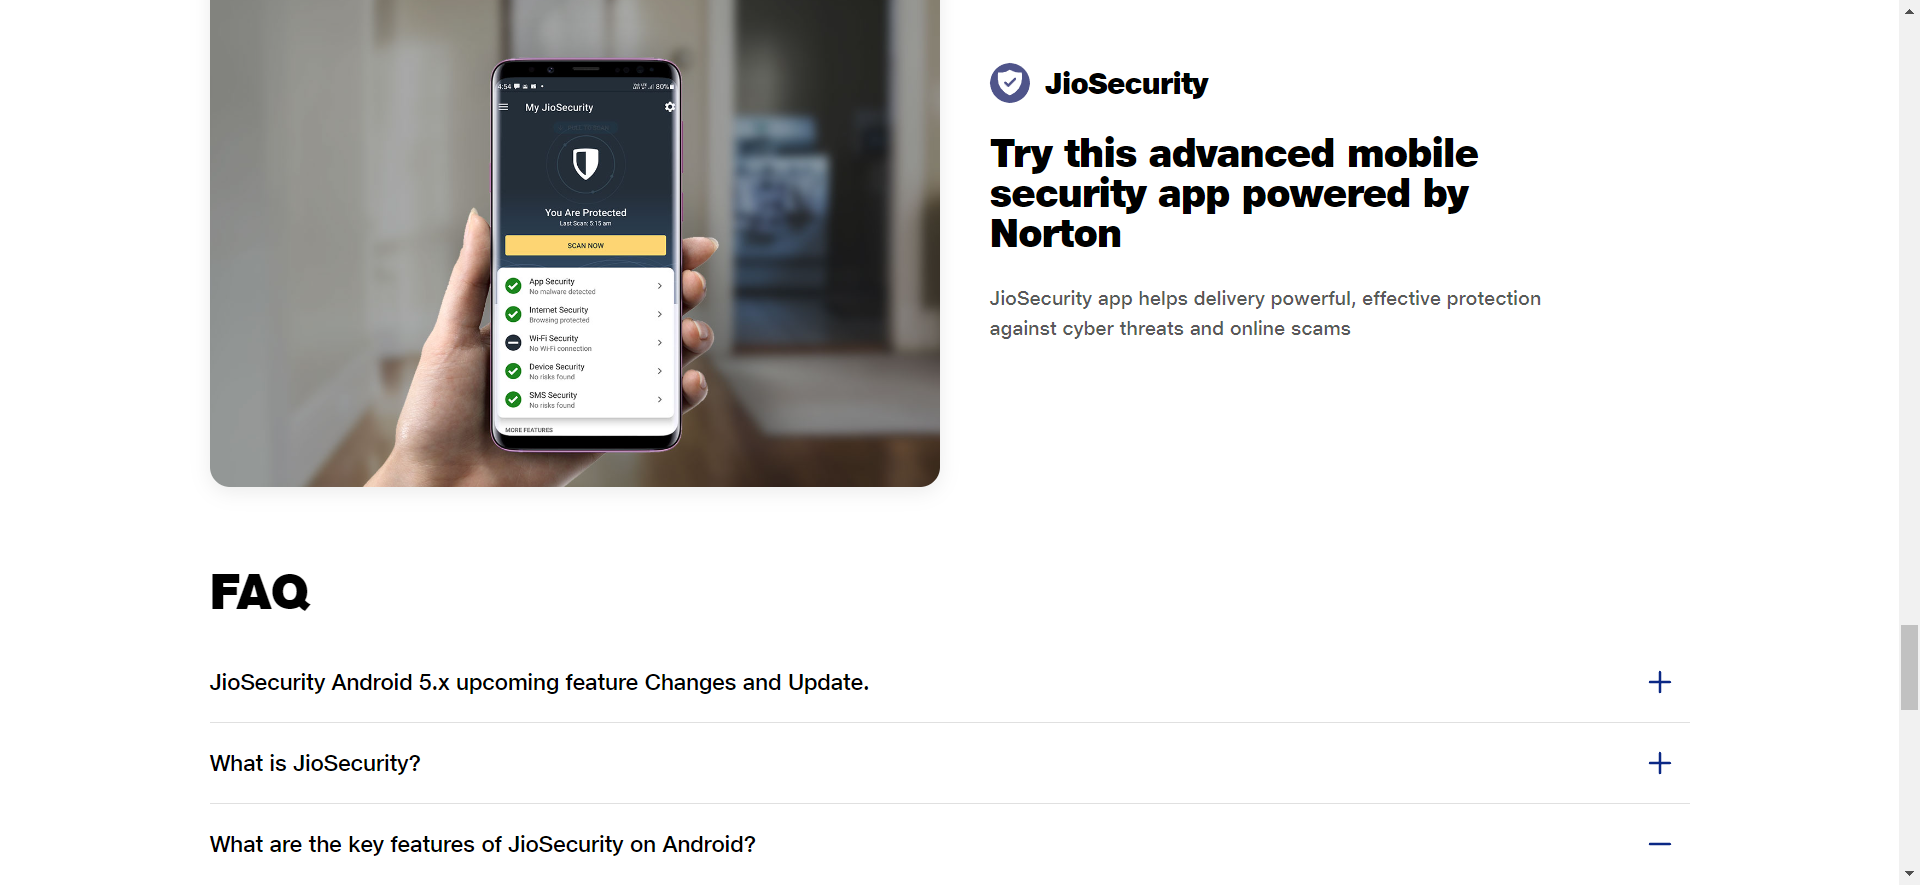 4:54
80%
My JioSecurity
You Are Protected
Last Scan: 5:15 am
SCAN NOW
App Security
No malware detected
Internet Security
Browsing protected
Wi-Fi Security
No Wi-Fi connection
Device Security
No risks found
SMS Security
No risks found
MORE FEATURES
JioSecurity
Try this advanced mobile
security app powered by
Norton
JioSecurity app helps delivery powerful, effective protection
against cyber threats and online scams
FAQ
JioSecurity Android 5.x upcoming feature Changes and Update.
What is JioSecurity?
What are the key features of JioSecurity on Android?